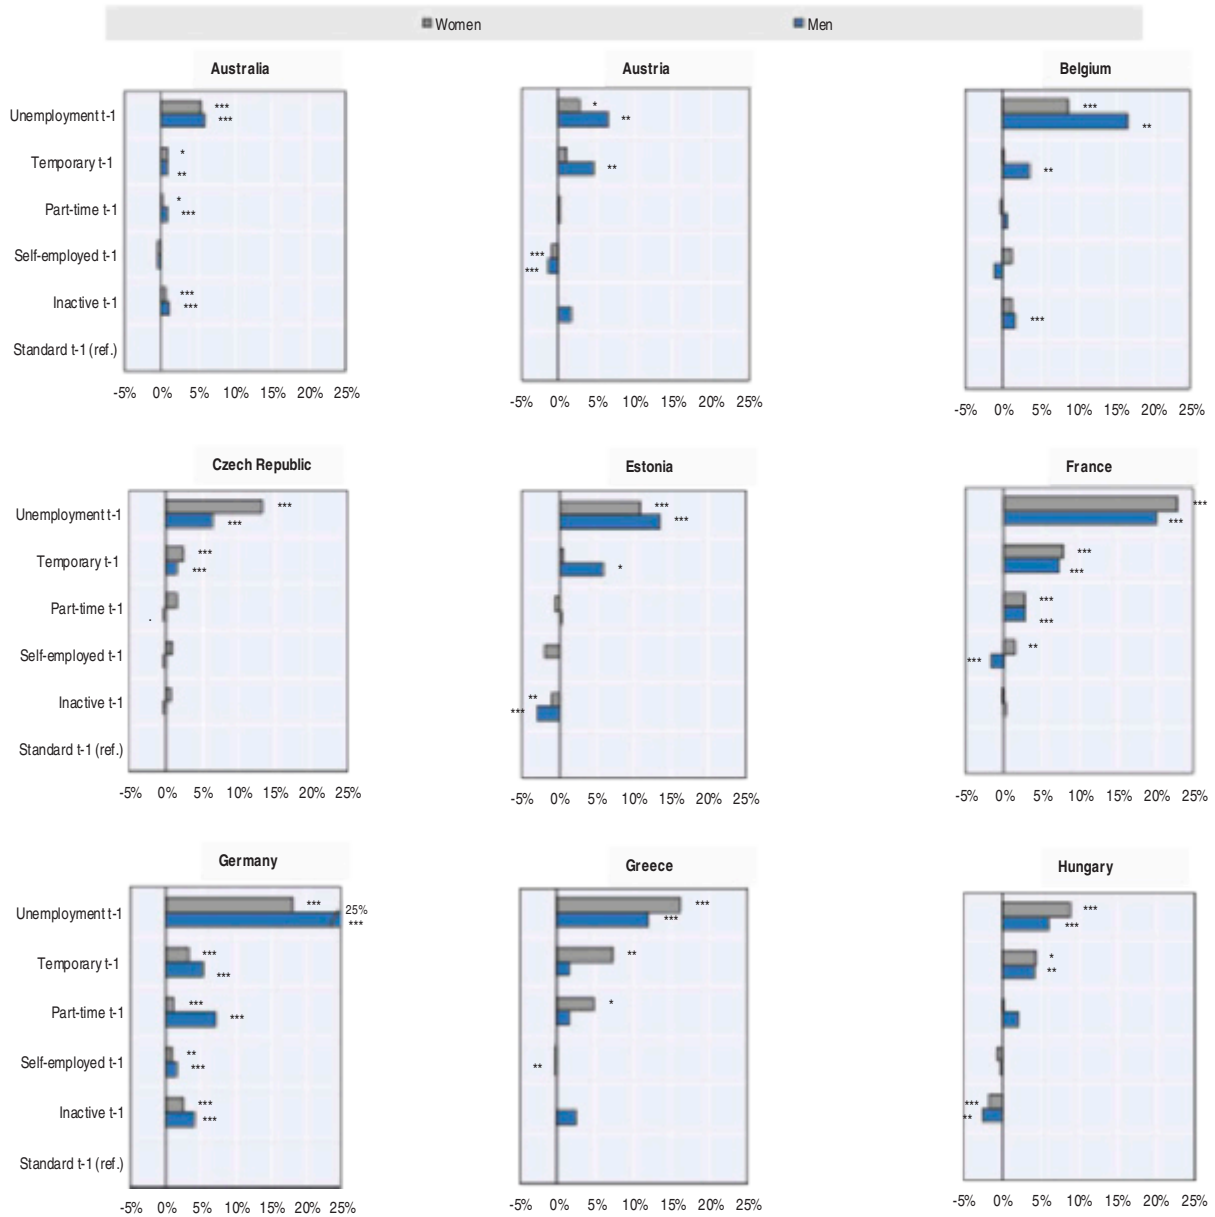 Women Men
Australia Austria Belgium
Unemployment t-1 *** *** * ** *** **
Temporary t-1 * ** ** **
Part-time t-1 * ***
Self-employed t-1 *** ***
Inactive t-1 *** *** ***
Standard t-1 (ref.)
-5% 0% 5% 10% 15% 20% 25% -5% 0% 5% 10% 15% 20% 25% -5% 0% 5% 10% 15% 20% 25%
Czech Republic Estonia France
Unemployment t-1 *** *** *** *** *** ***
Temporary t-1 *** *** * *** ***
Part-time t-1 . *** ***
Self-employed t-1 *** **
Inactive t-1 ** ***
Standard t-1 (ref.)
-5% 0% 5% 10% 15% 20% 25% -5% 0% 5% 10% 15% 20% 25% -5% 0% 5% 10% 15% 20% 25%
Germany Greece Hungary
Unemployment t-1 *** 25% *** *** *** *** ***
Temporary t-1 *** *** ** * **
Part-time t-1 *** *** *
Self-employed t-1 ** *** **
Inactive t-1 *** *** *** **
Standard t-1 (ref.)
-5% 0% 5% 10% 15% 20% 25% -5% 0% 5% 10% 15% 20% 25% -5% 0% 5% 10% 15% 20% 25%